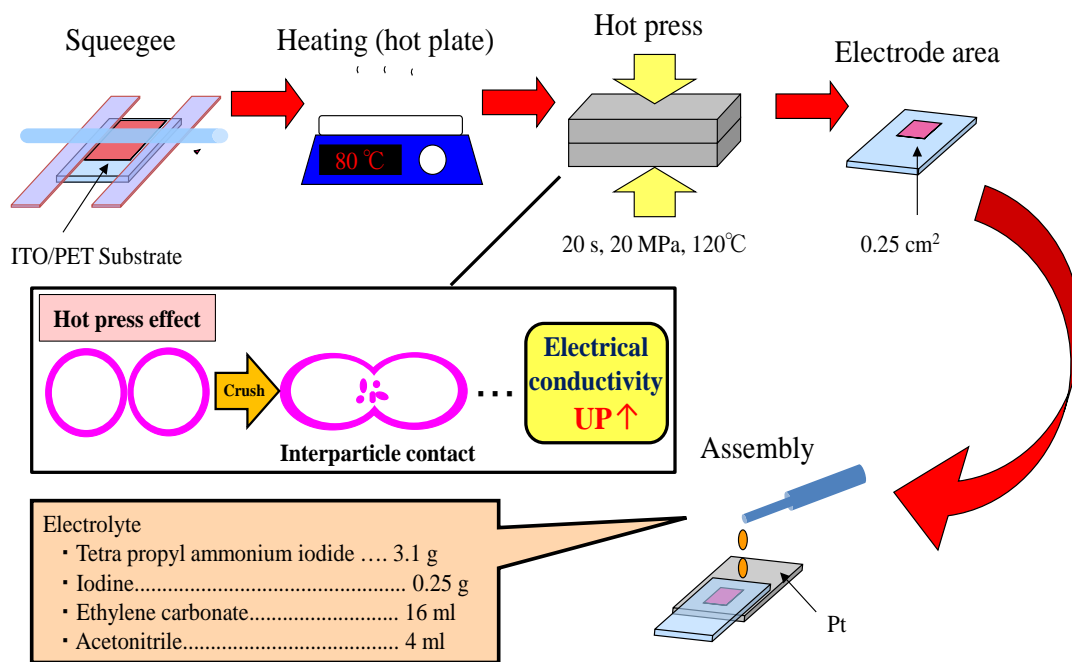 Squeegee
Heating (hot plate)
Hot press
Electrode area
80 ℃
ITO/PET Substrate
20 s, 20 MPa, 120℃
0.25 cm²
Hot press effect
Crush
Interparticle contact
...
Electrical
conductivity
UP↑
Assembly
Electrolyte
・Tetra propyl ammonium iodide …. 3.1 g
・Iodine.................................................... 0.25 g
・Ethylene carbonate............................ 16 ml
・Acetonitrile........................................ 4 ml
Pt